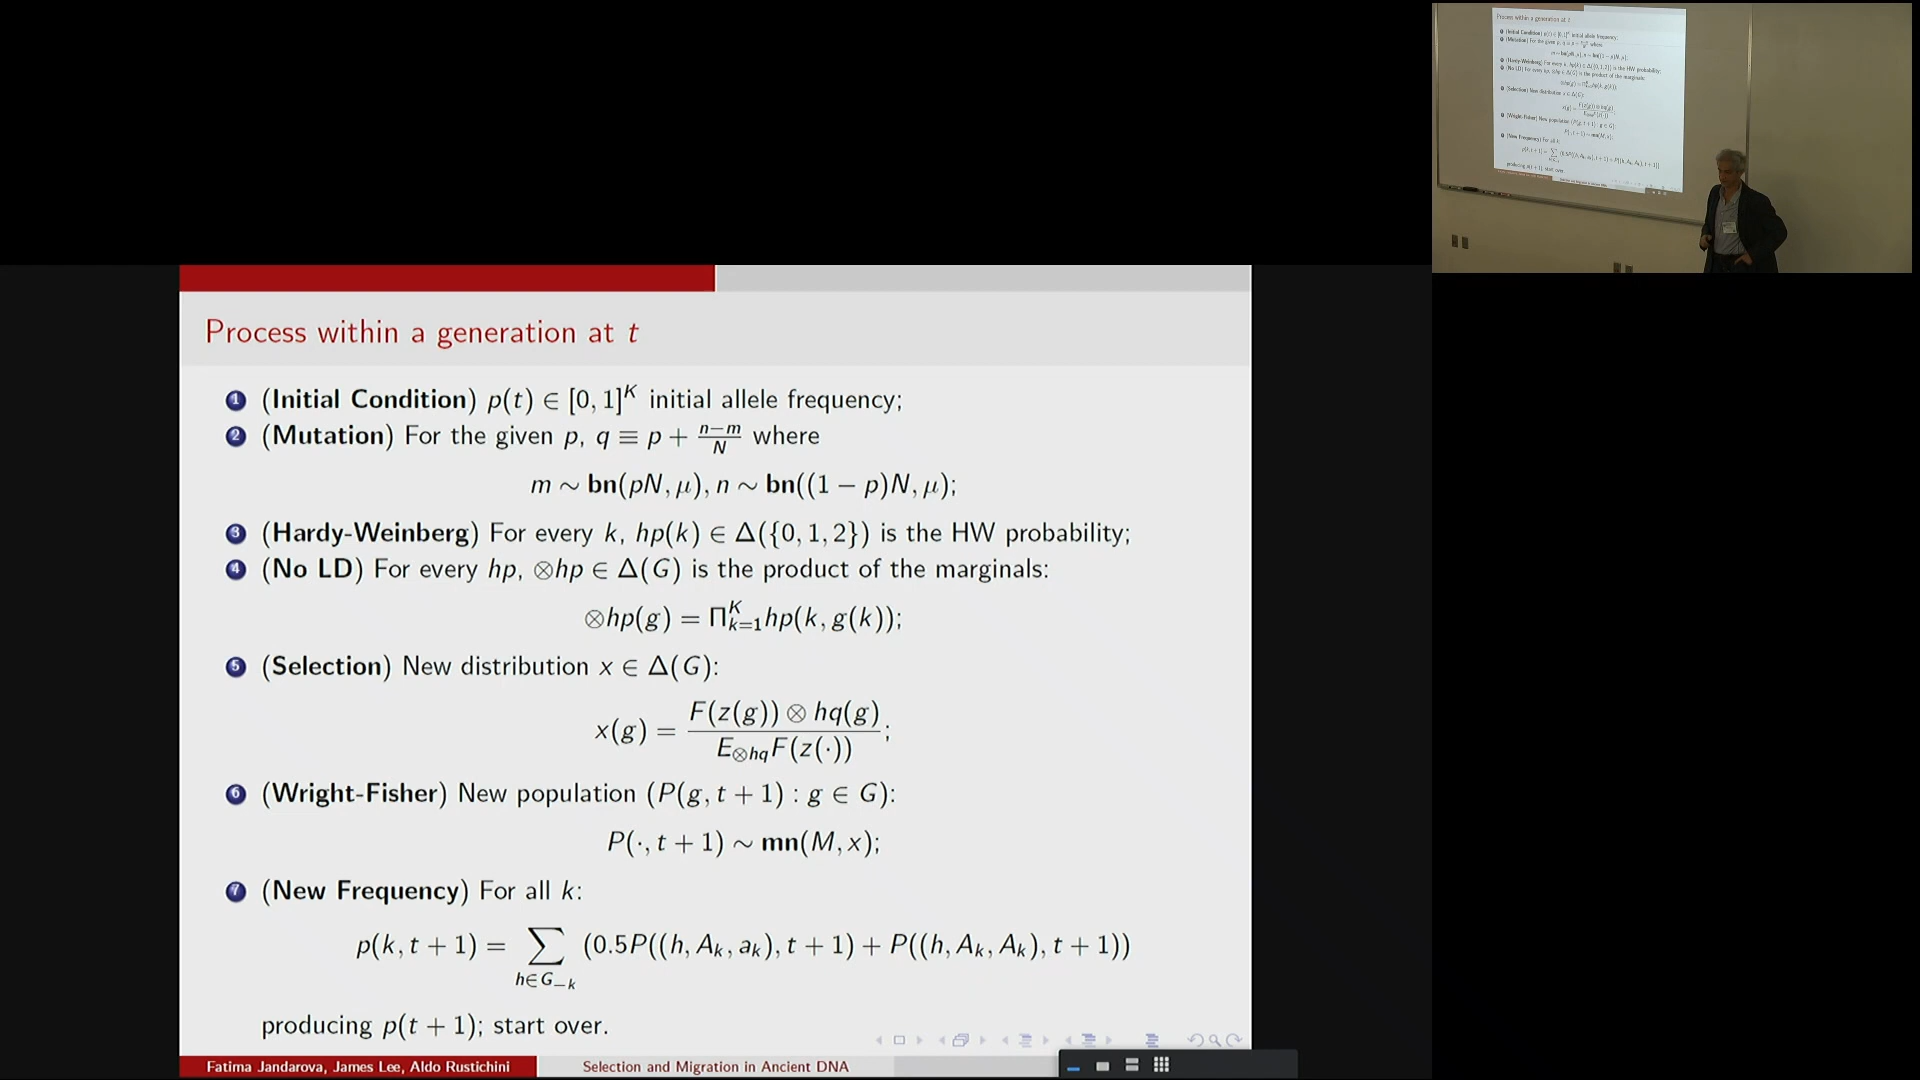 Process within a generation at t
1 (Initial Condition) p(t) ∈ [0, 1]^K initial allele frequency;
2 (Mutation) For the given p, q ≡ p + (n−m)/N where
m ∼ bn(pN, μ), n ∼ bn((1 − p)N, μ);
3 (Hardy-Weinberg) For every k, hp(k) ∈ Δ({0, 1, 2}) is the HW probability;
4 (No LD) For every hp, ⊗hp ∈ Δ(G) is the product of the marginals:
⊗hp(g) = Π_{k=1}^K hp(k, g(k));
5 (Selection) New distribution x ∈ Δ(G):
x(g) = F(z(g)) ⊗ hq(g) / E_{⊗hq}F(z(·)) ;
6 (Wright-Fisher) New population (P(g, t + 1) : g ∈ G):
P(·, t + 1) ∼ mn(M, x);
7 (New Frequency) For all k:
p(k, t + 1) = ∑_{h∈G_{−k}} (0.5P((h, A_k, a_k), t + 1) + P((h, A_k, A_k), t + 1))
producing p(t + 1); start over.
Fatima Jandarova, James Lee, Aldo Rustichini
Selection and Migration in Ancient DNA